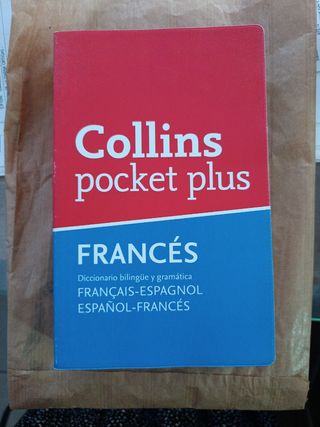 Collins
pocket plus
FRANCÉS
Diccionario bilingüe y gramática
FRANÇAIS-ESPAGNOL
ESPAÑOL-FRANCÉS